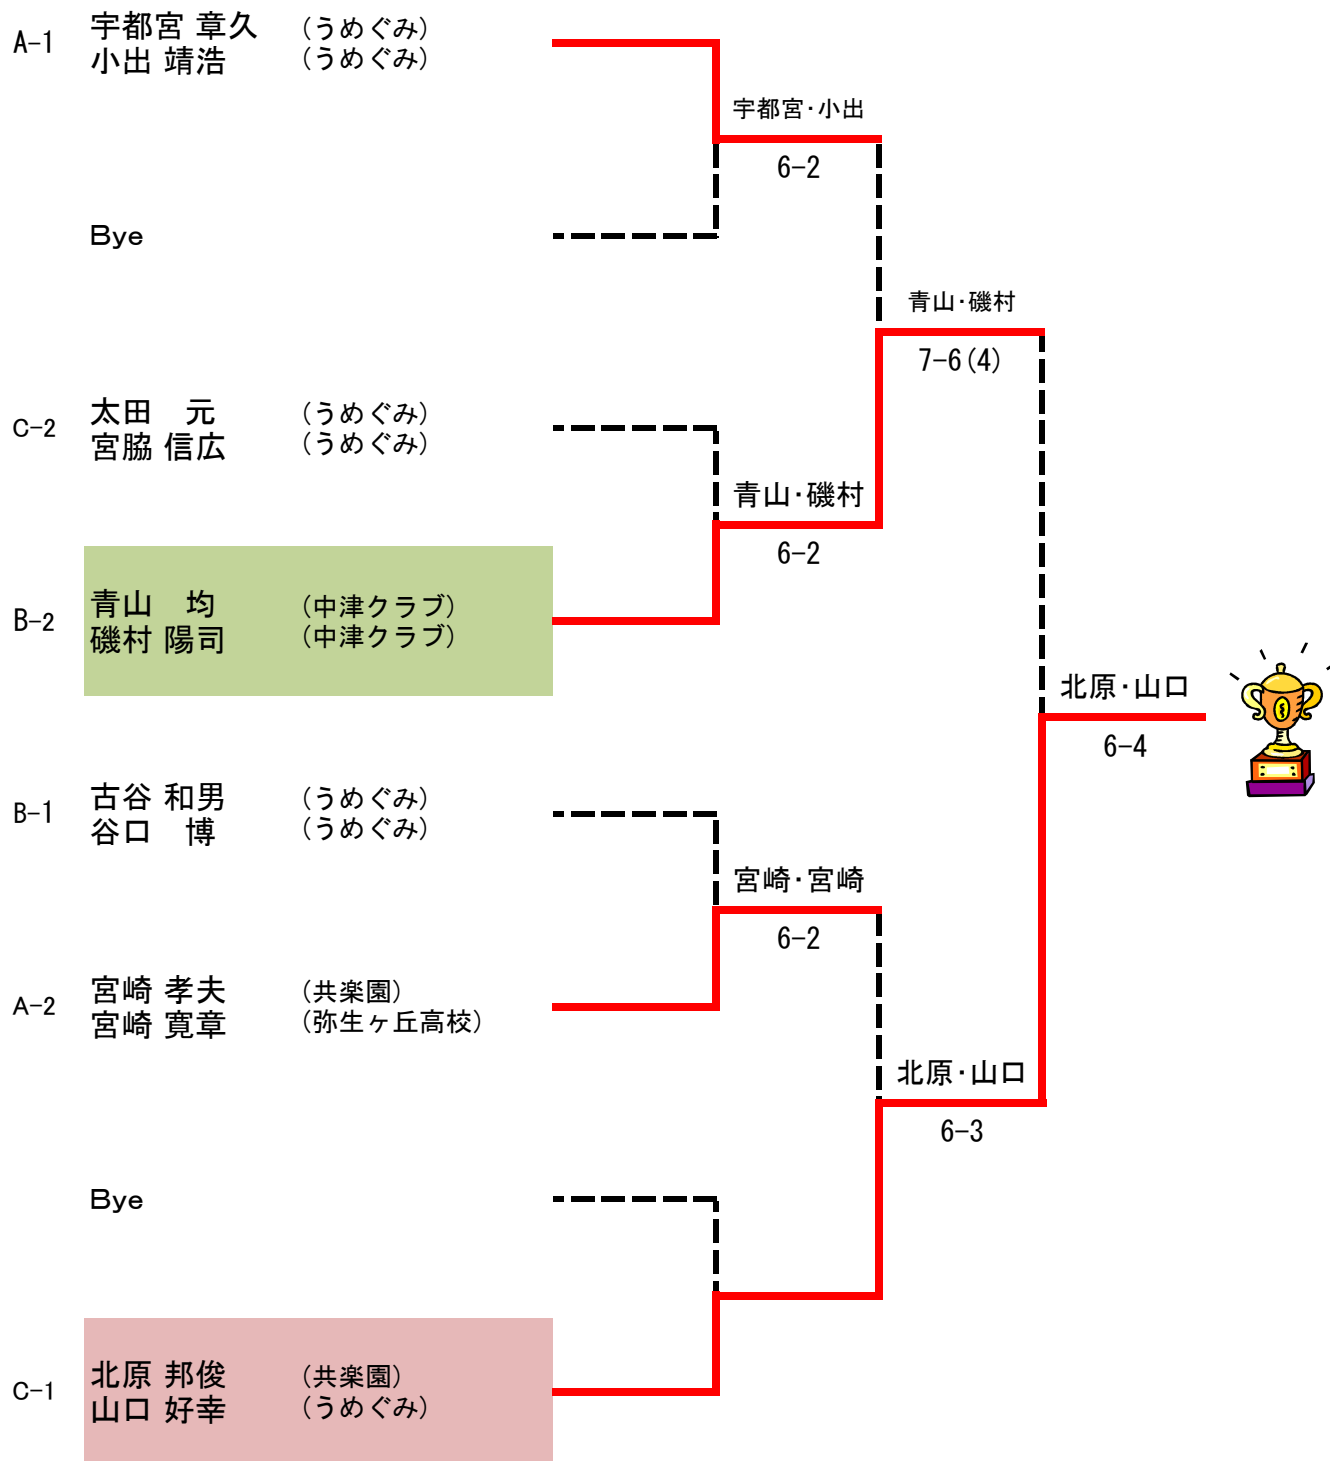 A-1
宇都宮 章久 (うめぐみ)
小出 靖浩 (うめぐみ)
宇都宮・小出
6-2
Bye
青山・磯村
7-6(4)
C-2
太田 元 (うめぐみ)
宮脇 信広 (うめぐみ)
青山・磯村
6-2
B-2
青山 均 (中津クラブ)
磯村 陽司 (中津クラブ)
北原・山口
6-4
B-1
古谷 和男 (うめぐみ)
谷口 博 (うめぐみ)
宮崎・宮崎
6-2
A-2
宮崎 孝夫 (共楽園)
宮崎 寛章 (弥生ヶ丘高校)
北原・山口
6-3
Bye
C-1
北原 邦俊 (共楽園)
山口 好幸 (うめぐみ)